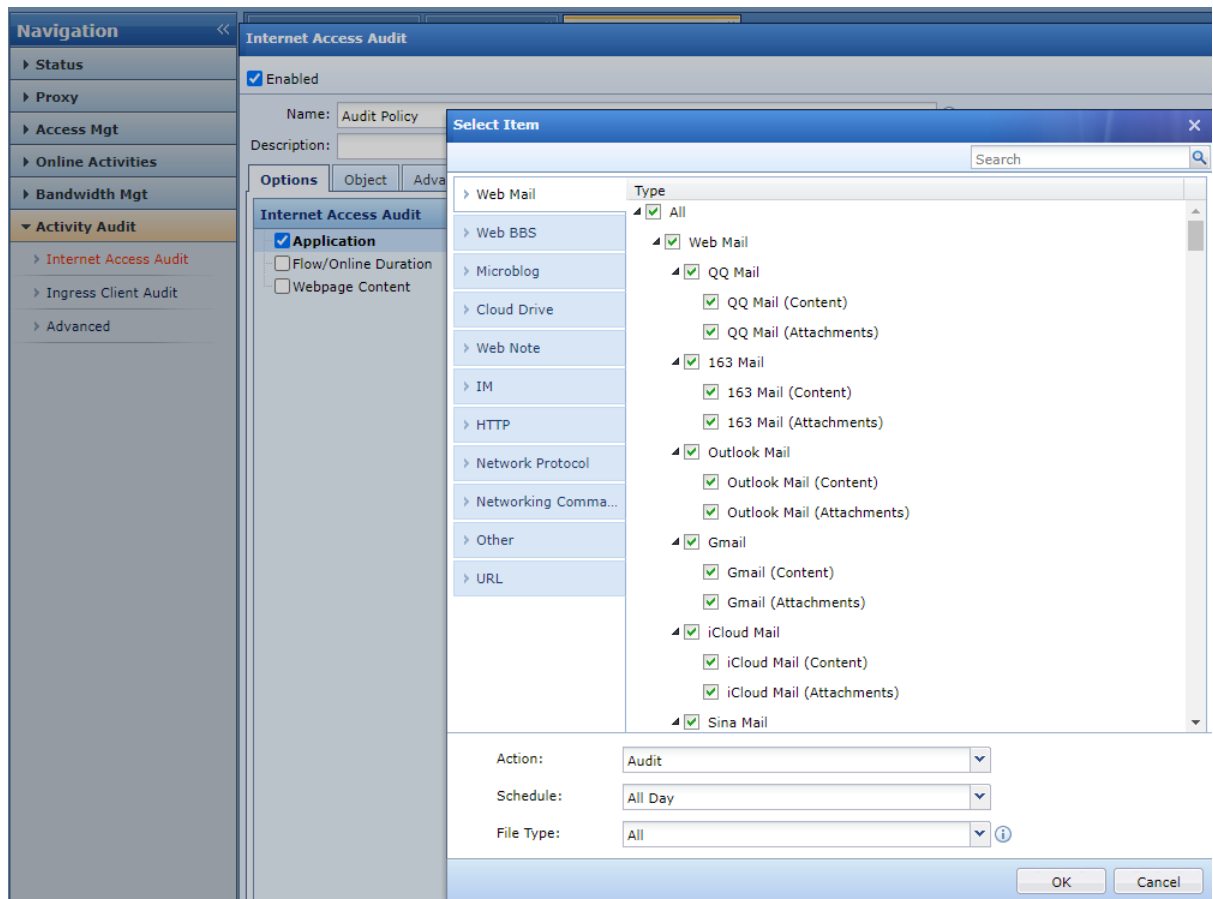 Navigation
Status
Proxy
Access Mgt
Online Activities
Bandwidth Mgt
Activity Audit
Internet Access Audit
Ingress Client Audit
Advanced
Internet Access Audit
Enabled
Name: Audit Policy
Description:
Options Object Adva
Internet Access Audit
Application
Flow/Online Duration
Webpage Content
Select Item
Search
Web Mail
Web BBS
Microblog
Cloud Drive
Web Note
IM
HTTP
Network Protocol
Networking Comma...
Other
URL
Type
All
Web Mail
QQ Mail
QQ Mail (Content)
QQ Mail (Attachments)
163 Mail
163 Mail (Content)
163 Mail (Attachments)
Outlook Mail
Outlook Mail (Content)
Outlook Mail (Attachments)
Gmail
Gmail (Content)
Gmail (Attachments)
iCloud Mail
iCloud Mail (Content)
iCloud Mail (Attachments)
Sina Mail
Action: Audit
Schedule: All Day
File Type: All
OK Cancel